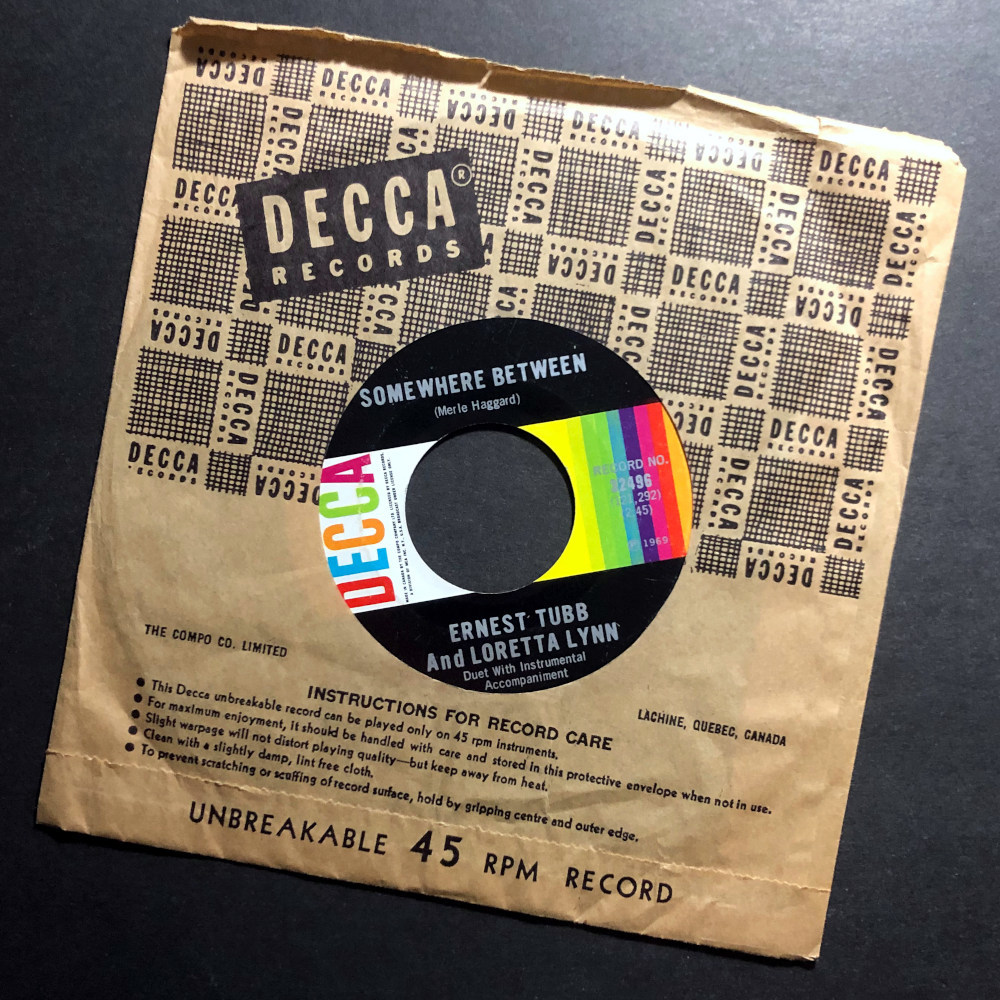 DECCA®
RECORDS
SOMEWHERE BETWEEN
(Merle Haggard)
DECCA
RECORD NO.
2496
,292)
2:45)
1969
ERNEST TUBB
And LORETTA LYNN
Duet With Instrumental
Accompaniment
THE COMPO CO. LIMITED
LACHINE, QUEBEC, CANADA
INSTRUCTIONS FOR RECORD CARE
● This Decca unbreakable record can be played only on 45 rpm instruments.
● For maximum enjoyment, it should be handled with care and stored in this protective envelope when not in use.
● Slight warpage will not distort playing quality—but keep away from heat.
● Clean with a slightly damp, lint free cloth.
● To prevent scratching or scuffing of record surface, hold by gripping centre and outer edge.
UNBREAKABLE 45 RPM RECORD